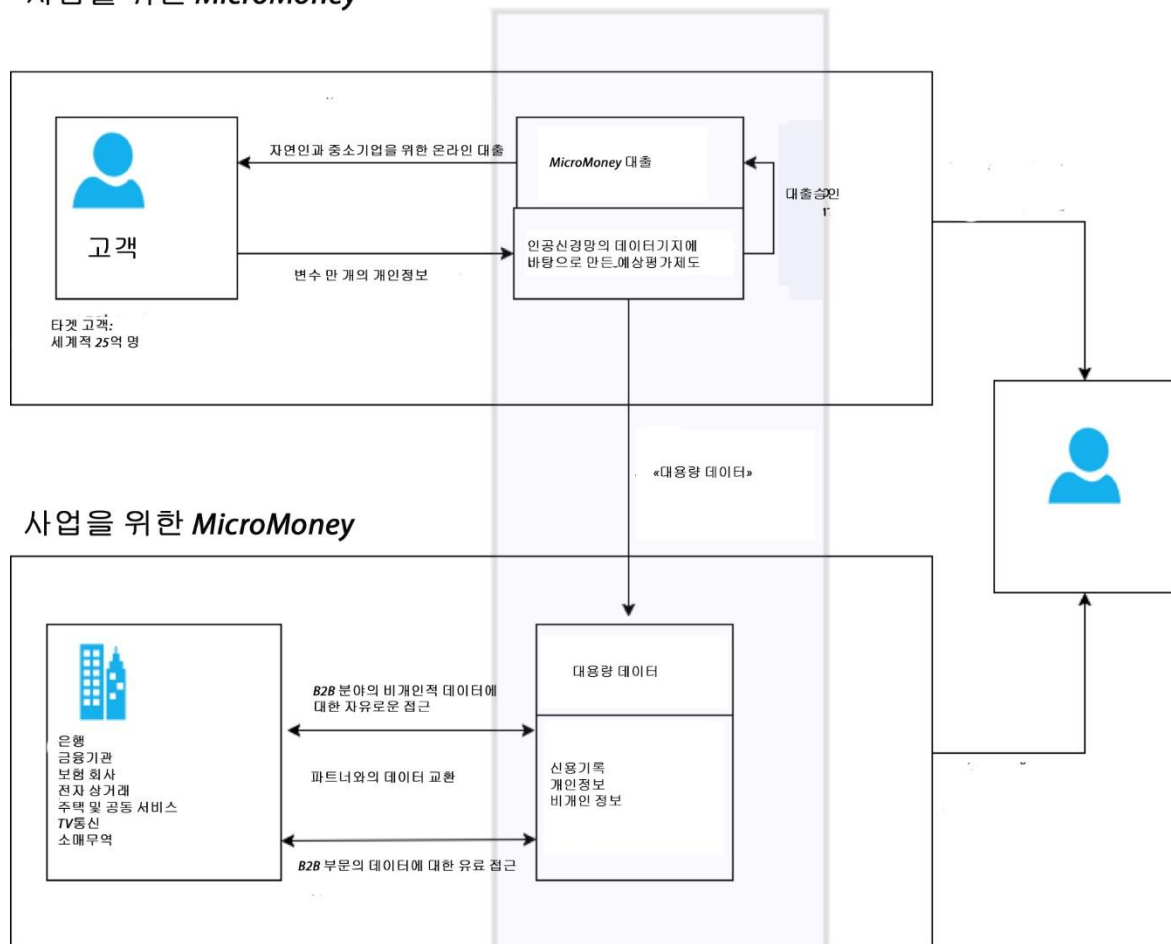 사업을 위한 MicroMoney
자연인과 중소기업을 위한 온라인 대출
MicroMoney 대출
대출승인
고객
인공신경망의 데이터기지에
바탕으로 만든 예상평가제도
변수 만 개의 개인정보
타겟 고객:
세계적 25억 명
«대용량 데이터»
사업을 위한 MicroMoney
대용량 데이터
B2B 분야의 비개인적 데이터에
대한 자유로운 접근
은행
금융기관
보험 회사
전자 상거래
주택 및 공동 서비스
TV통신
소매무역
파트너와의 데이터 교환
신용기록
개인정보
비개인 정보
B2B 부문의 데이터에 대한 유료 접근